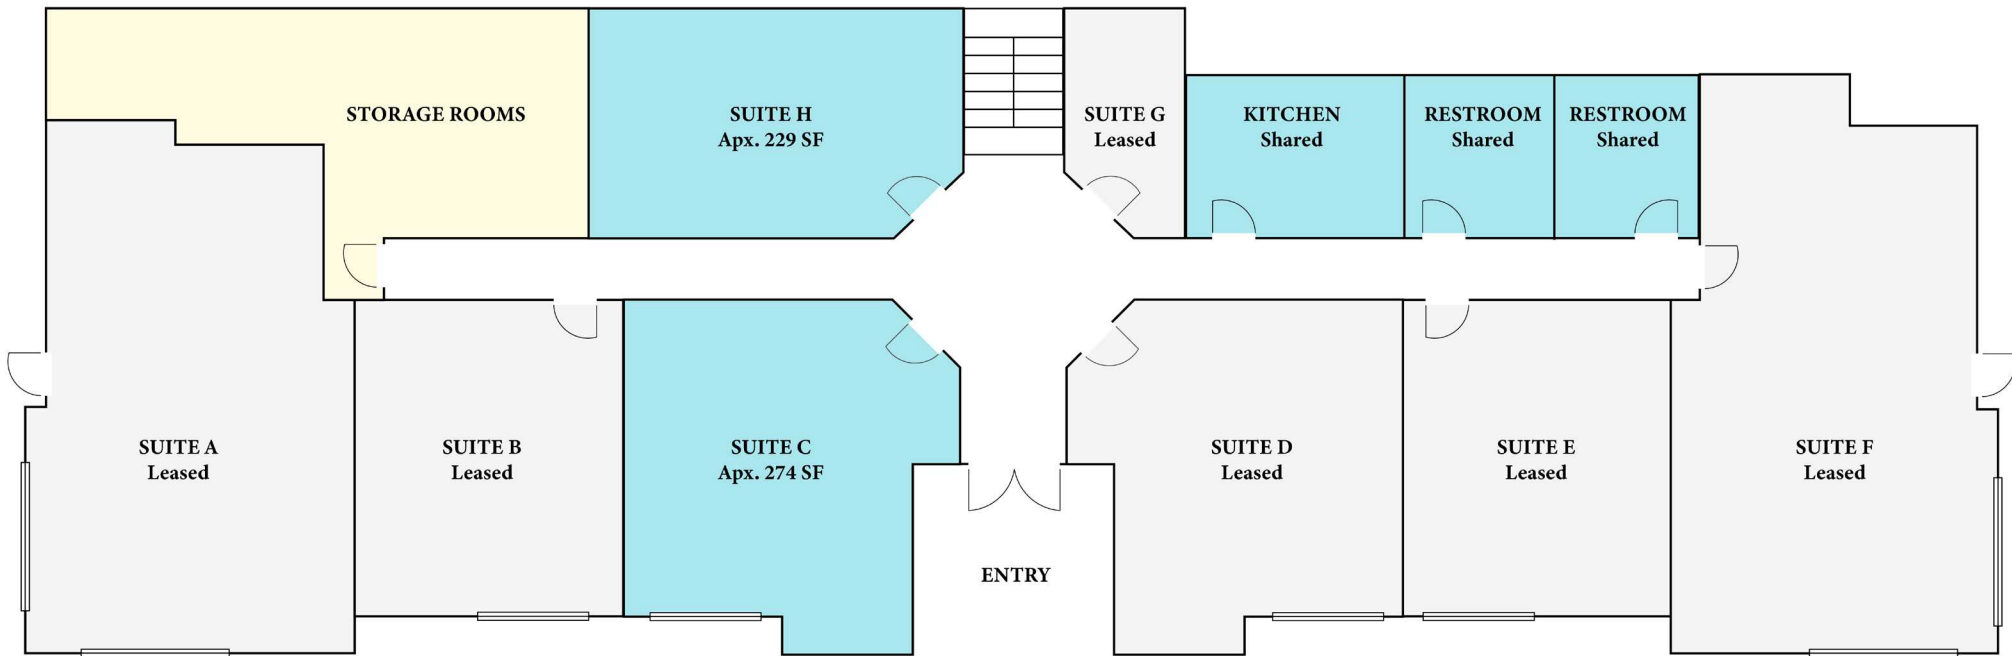 STORAGE ROOMS
SUITE H
Apx. 229 SF
SUITE G
Leased
KITCHEN
Shared
RESTROOM
Shared
RESTROOM
Shared
SUITE A
Leased
SUITE B
Leased
SUITE C
Apx. 274 SF
SUITE D
Leased
SUITE E
Leased
SUITE F
Leased
ENTRY